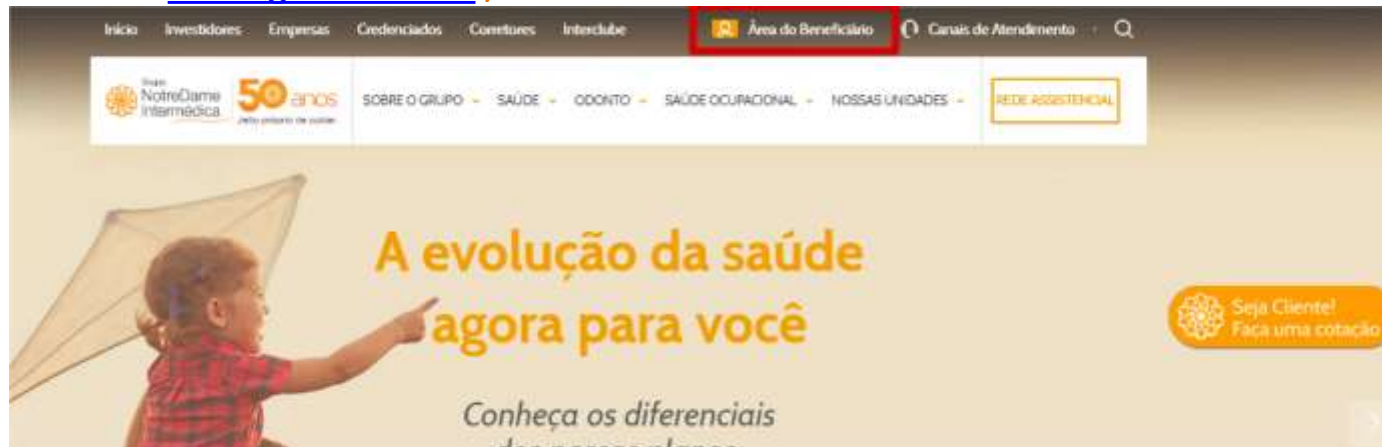 Início Investidores Empresas Credenciados Corretores Interclube Área do Beneficiário Canais de Atendimento
Grupo
NotreDame
Intermédica
50 anos
SOBRE O GRUPO SAÚDE ODONTO SAÚDE OCUPACIONAL NOSSAS UNIDADES REDE ASSISTENCIAL
A evolução da saúde
agora para você
Seja Cliente!
Faça uma cotação
Conheça os diferenciais